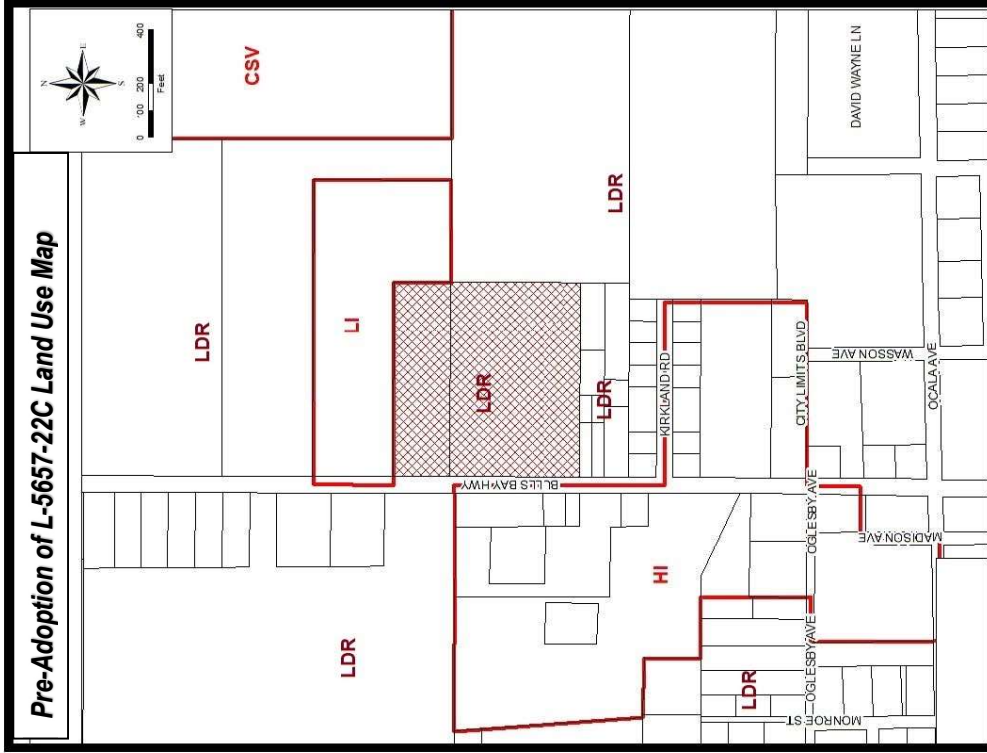 Pre-Adoption of L-5657-22C Land Use Map
N
E
S
W
0 100 200 400
Feet
CSV
LDR
LI
LDR
LDR
LDR
LDR
HI
LDR
BULLS BAY HWY
KIRKLAND RD
CITY LIMITS BLVD
DAVID WAYNE LN
WASSON AVE
OCALA AVE
OGLESBY AVE
MADISON AVE
OGLESBY AVE
MONROE ST